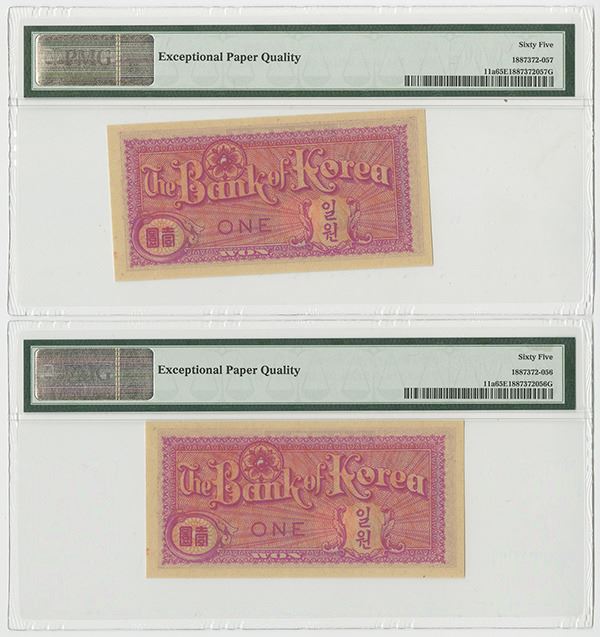 PMG
Exceptional Paper Quality
Sixty Five
1887372-057
11a65E1887372057G
The Bank of Korea
ONE
일원
壹圓
WON
PMG
Exceptional Paper Quality
Sixty Five
1887372-056
11a65E1887372056G
The Bank of Korea
ONE
일원
壹圓
WON